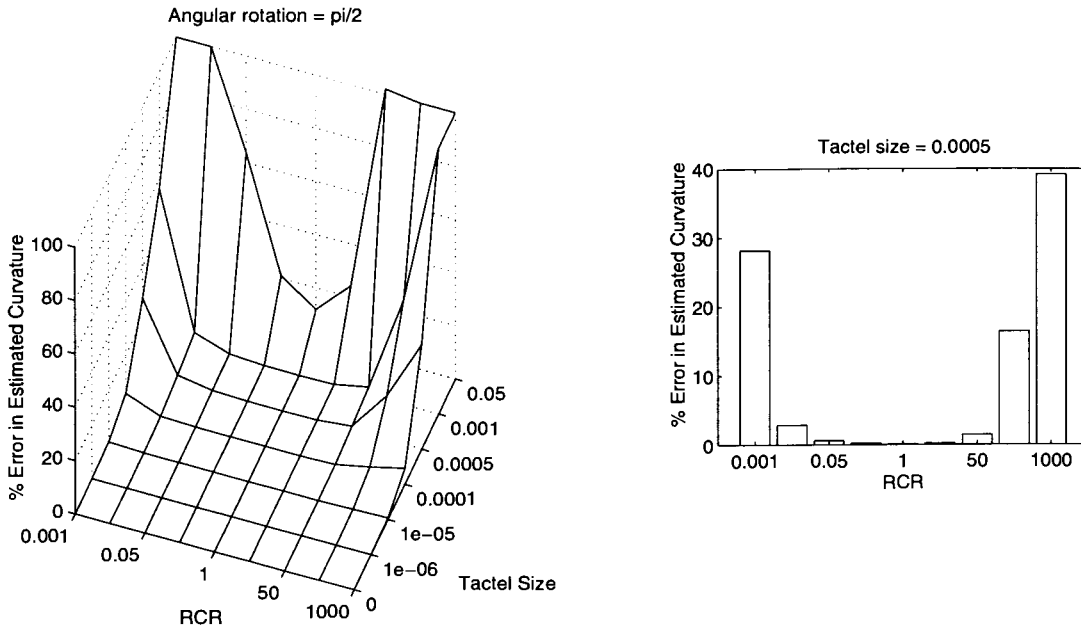 Angular rotation = pi/2
% Error in Estimated Curvature
100
80
60
40
20
0
0.001
0.05
1
50
1000
RCR
0.05
0.001
0.0005
0.0001
1e−05
1e−06
0
Tactel Size
Tactel size = 0.0005
% Error in Estimated Curvature
40
30
20
10
0
0.001
0.05
1
50
1000
RCR